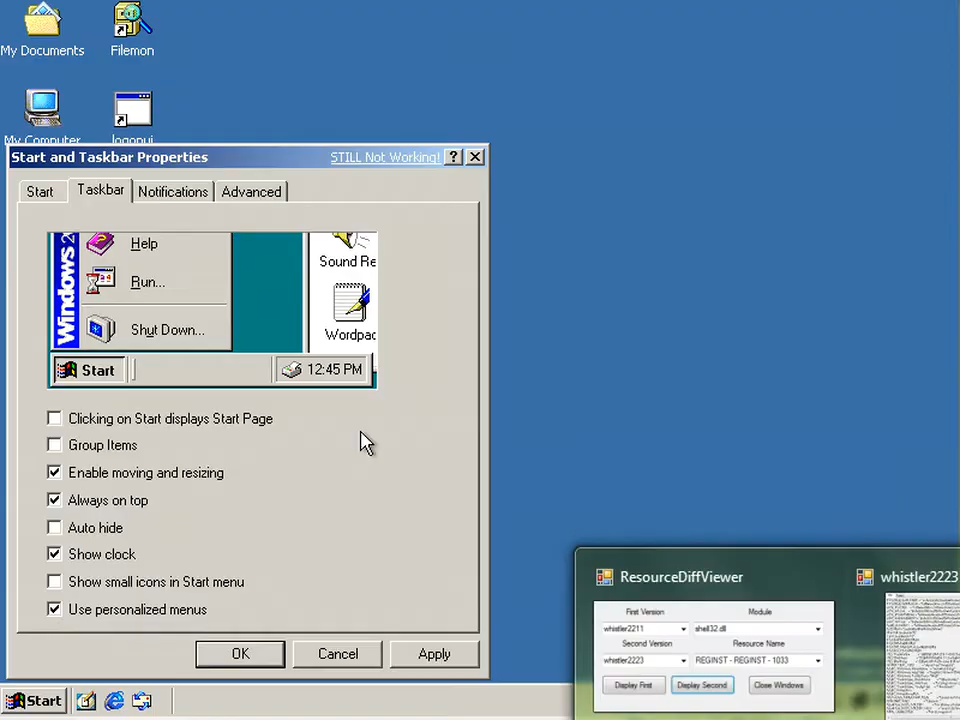 My Documents
Filemon
My Computer
logonui
Start and Taskbar Properties
STILL Not Working!
Start
Taskbar
Notifications
Advanced
Windows 2
Help
Run...
Shut Down...
Sound Re
Wordpad
Start
12:45 PM
Clicking on Start displays Start Page
Group Items
Enable moving and resizing
Always on top
Auto hide
Show clock
Show small icons in Start menu
Use personalized menus
OK
Cancel
Apply
ResourceDiffViewer
whistler2223
First Version
Module
whistler2211
shell32.dll
Second Version
Resource Name
whistler2223
REGINST - REGINST - 1033
Display First
Display Second
Close Windows
Start